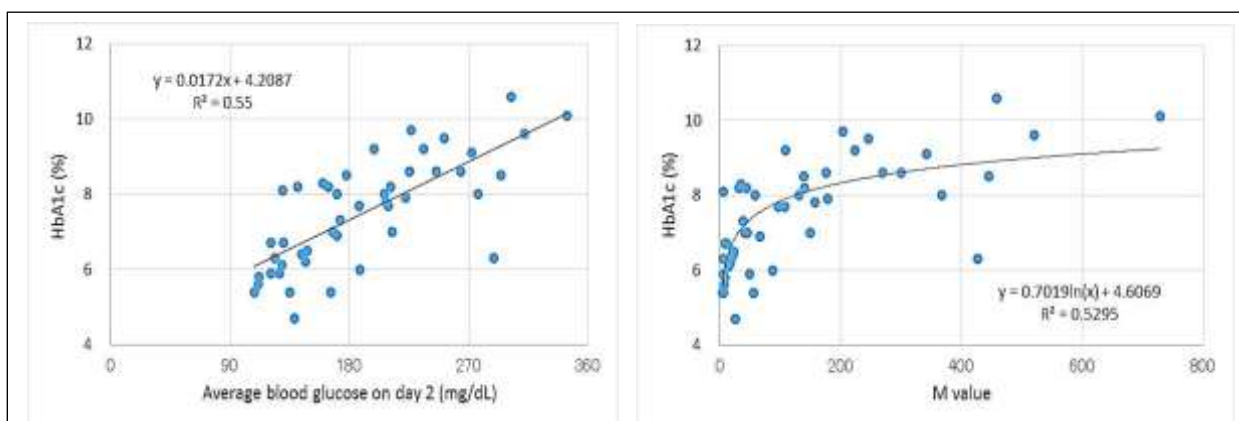 12
10
8
6
4
HbA1c (%)
y = 0.0172x + 4.2087
R² = 0.55
0
90
180
270
360
Average blood glucose on day 2 (mg/dL)
12
10
8
6
4
HbA1c (%)
y = 0.7019ln(x) + 4.6069
R² = 0.5295
0
200
400
600
800
M value